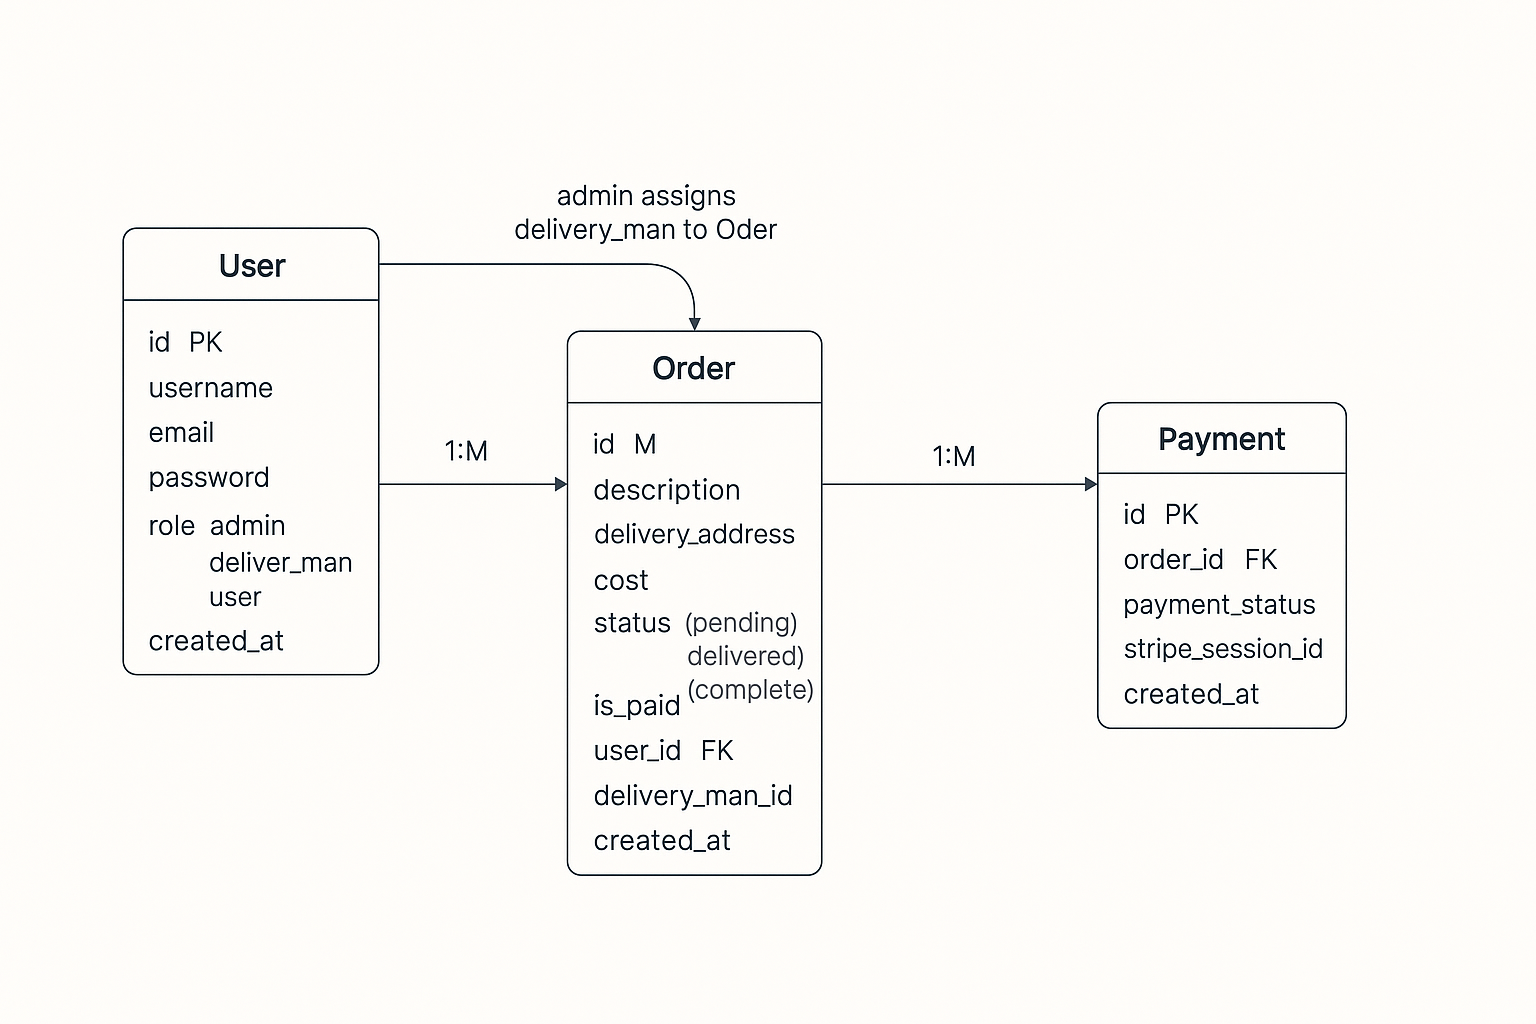 admin assigns
delivery_man to Oder
User
id PK
username
email
password
role admin
deliver_man
user
created_at
1:M
Order
id M
description
delivery_address
cost
status (pending)
delivered)
(complete)
is_paid
user_id FK
delivery_man_id
created_at
1:M
Payment
id PK
order_id FK
payment_status
stripe_session_id
created_at